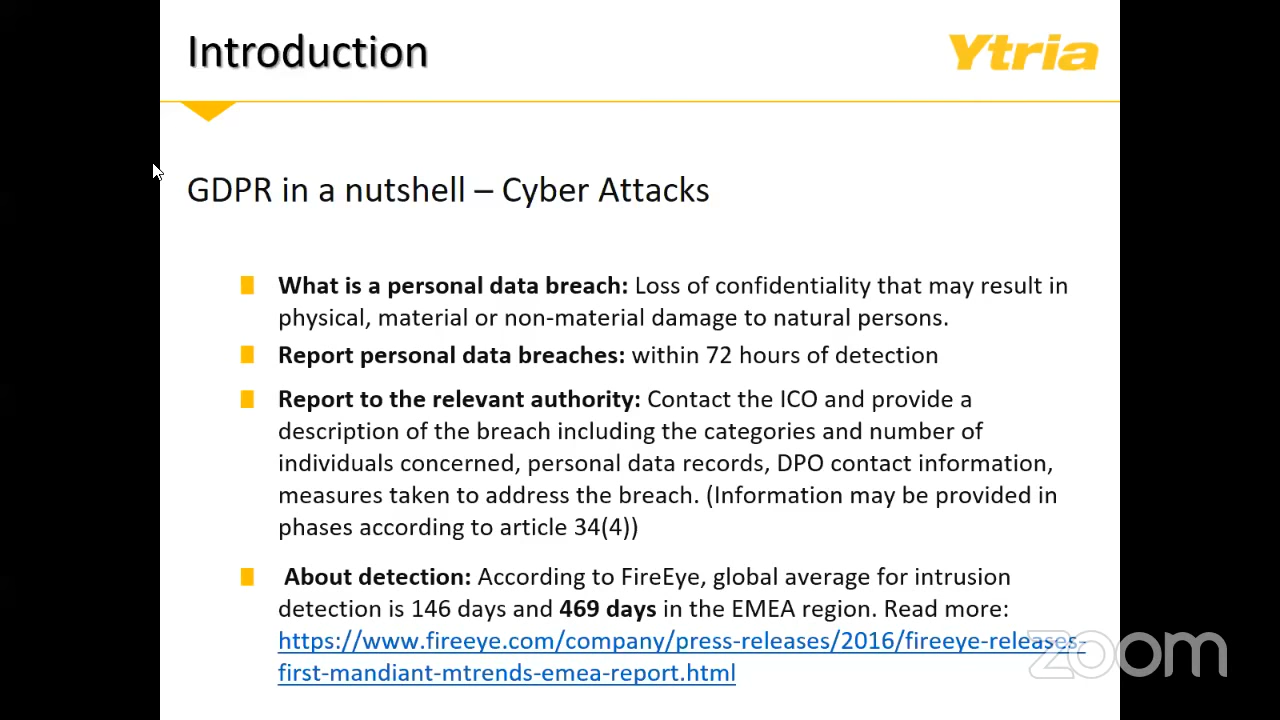 Introduction
Ytria
GDPR in a nutshell – Cyber Attacks
What is a personal data breach: Loss of confidentiality that may result in
physical, material or non-material damage to natural persons.
Report personal data breaches: within 72 hours of detection
Report to the relevant authority: Contact the ICO and provide a
description of the breach including the categories and number of
individuals concerned, personal data records, DPO contact information,
measures taken to address the breach. (Information may be provided in
phases according to article 34(4))
About detection: According to FireEye, global average for intrusion
detection is 146 days and 469 days in the EMEA region. Read more:
https://www.fireeye.com/company/press-releases/2016/fireeye-releases-
first-mandiant-mtrends-emea-report.html
zoom